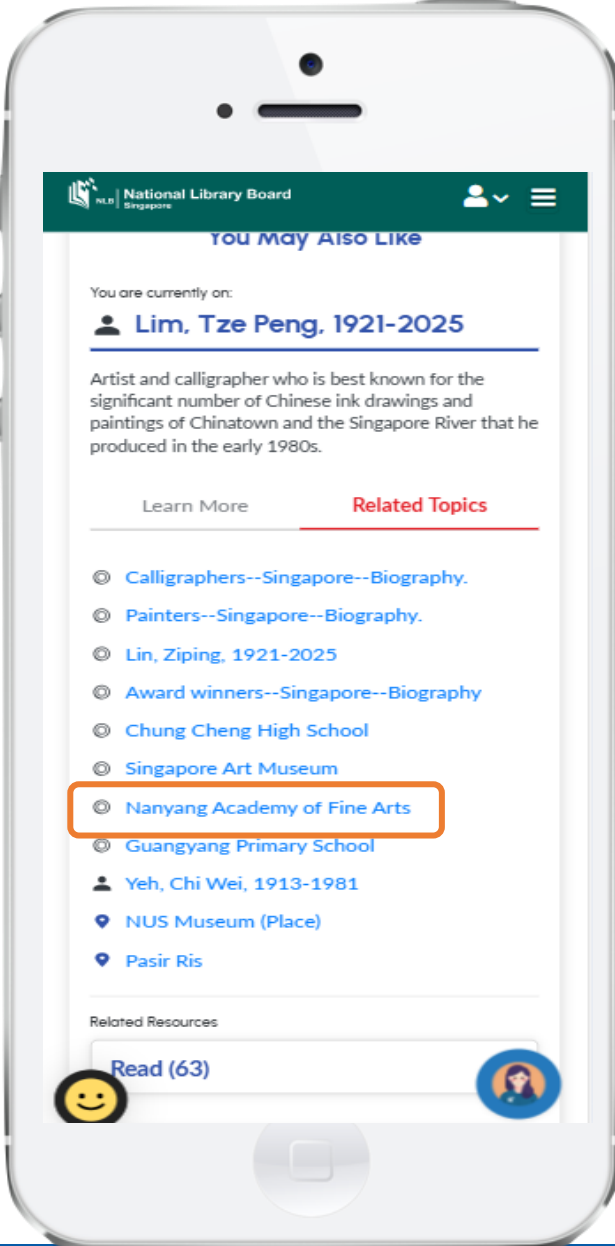 NLB National Library Board
Singapore
You May Also Like
You are currently on:
Lim, Tze Peng, 1921-2025
Artist and calligrapher who is best known for the
significant number of Chinese ink drawings and
paintings of Chinatown and the Singapore River that he
produced in the early 1980s.
Learn More Related Topics
Calligraphers--Singapore--Biography.
Painters--Singapore--Biography.
Lin, Ziping, 1921-2025
Award winners--Singapore--Biography
Chung Cheng High School
Singapore Art Museum
Nanyang Academy of Fine Arts
Guangyang Primary School
Yeh, Chi Wei, 1913-1981
NUS Museum (Place)
Pasir Ris
Related Resources
Read (63)